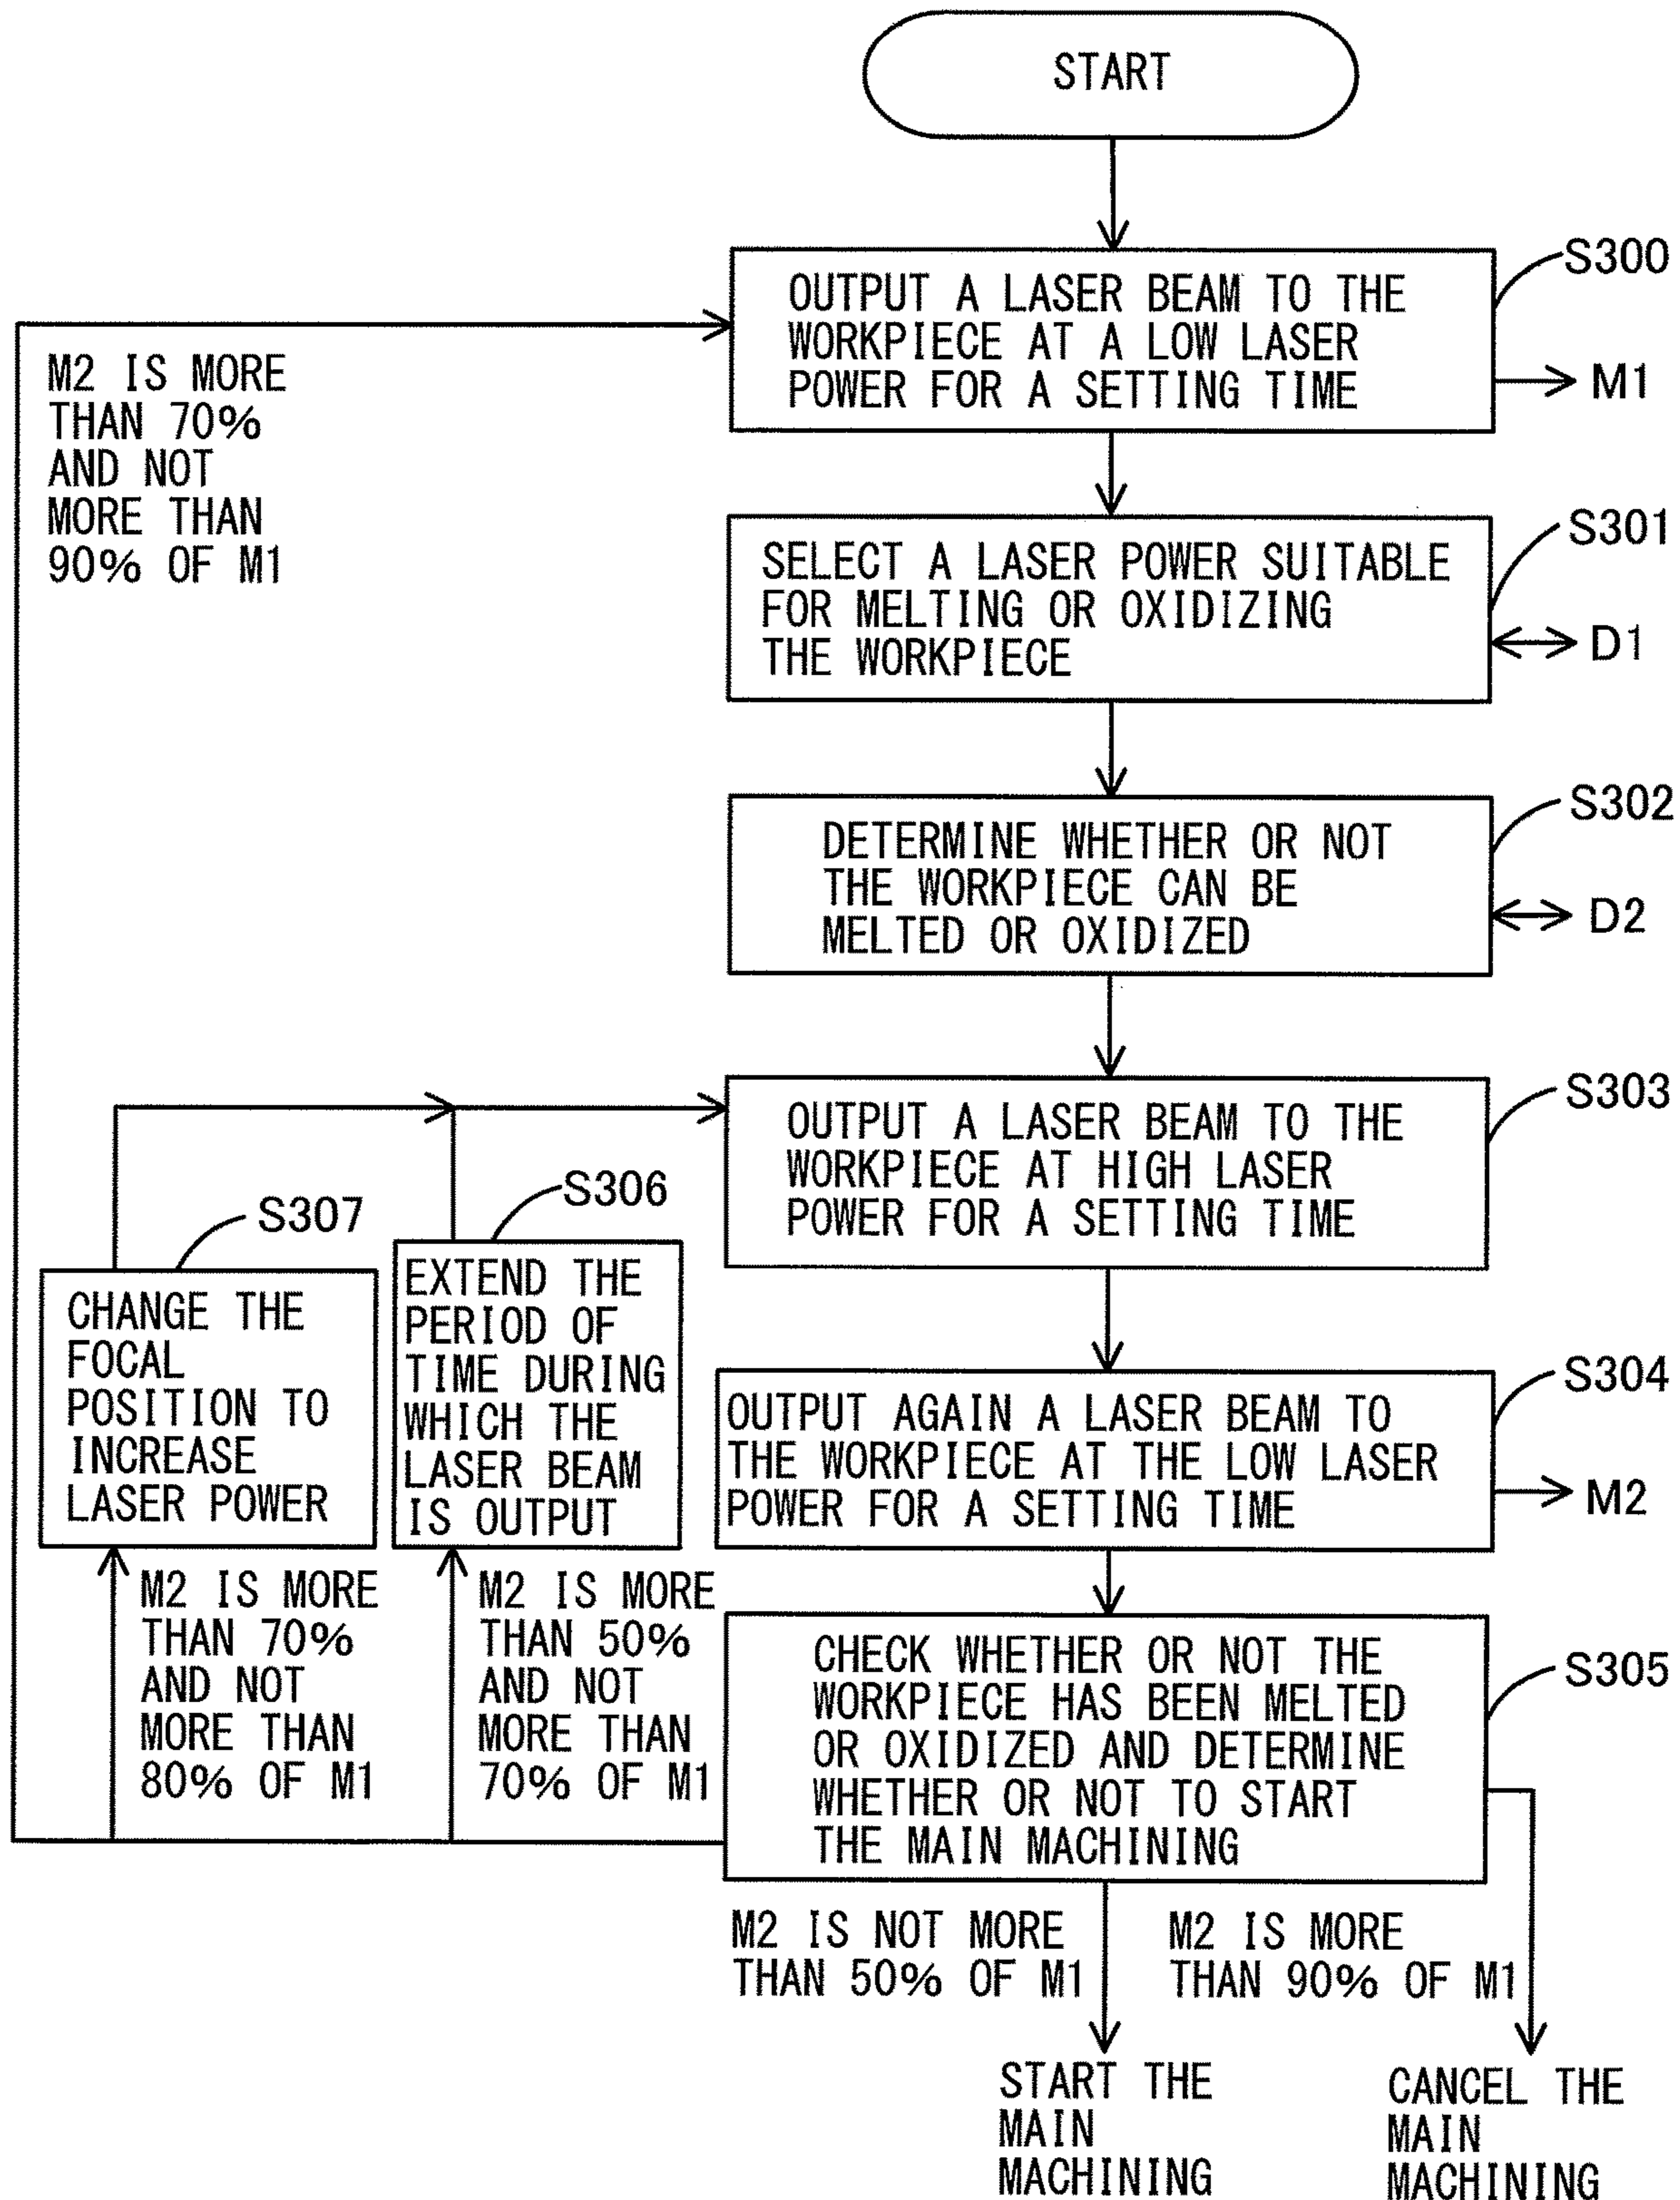 START
S300
OUTPUT A LASER BEAM TO THE
WORKPIECE AT A LOW LASER
POWER FOR A SETTING TIME
M1
M2 IS MORE
THAN 70%
AND NOT
MORE THAN
90% OF M1
S301
SELECT A LASER POWER SUITABLE
FOR MELTING OR OXIDIZING
THE WORKPIECE
D1
S302
DETERMINE WHETHER OR NOT
THE WORKPIECE CAN BE
MELTED OR OXIDIZED
D2
S303
OUTPUT A LASER BEAM TO THE
WORKPIECE AT HIGH LASER
POWER FOR A SETTING TIME
S307
CHANGE THE
FOCAL
POSITION TO
INCREASE
LASER POWER
S306
EXTEND THE
PERIOD OF
TIME DURING
WHICH THE
LASER BEAM
IS OUTPUT
S304
OUTPUT AGAIN A LASER BEAM TO
THE WORKPIECE AT THE LOW LASER
POWER FOR A SETTING TIME
M2
M2 IS MORE
THAN 70%
AND NOT
MORE THAN
80% OF M1
M2 IS MORE
THAN 50%
AND NOT
MORE THAN
70% OF M1
S305
CHECK WHETHER OR NOT THE
WORKPIECE HAS BEEN MELTED
OR OXIDIZED AND DETERMINE
WHETHER OR NOT TO START
THE MAIN MACHINING
M2 IS NOT MORE
THAN 50% OF M1
M2 IS MORE
THAN 90% OF M1
START THE
MAIN
MACHINING
CANCEL THE
MAIN
MACHINING